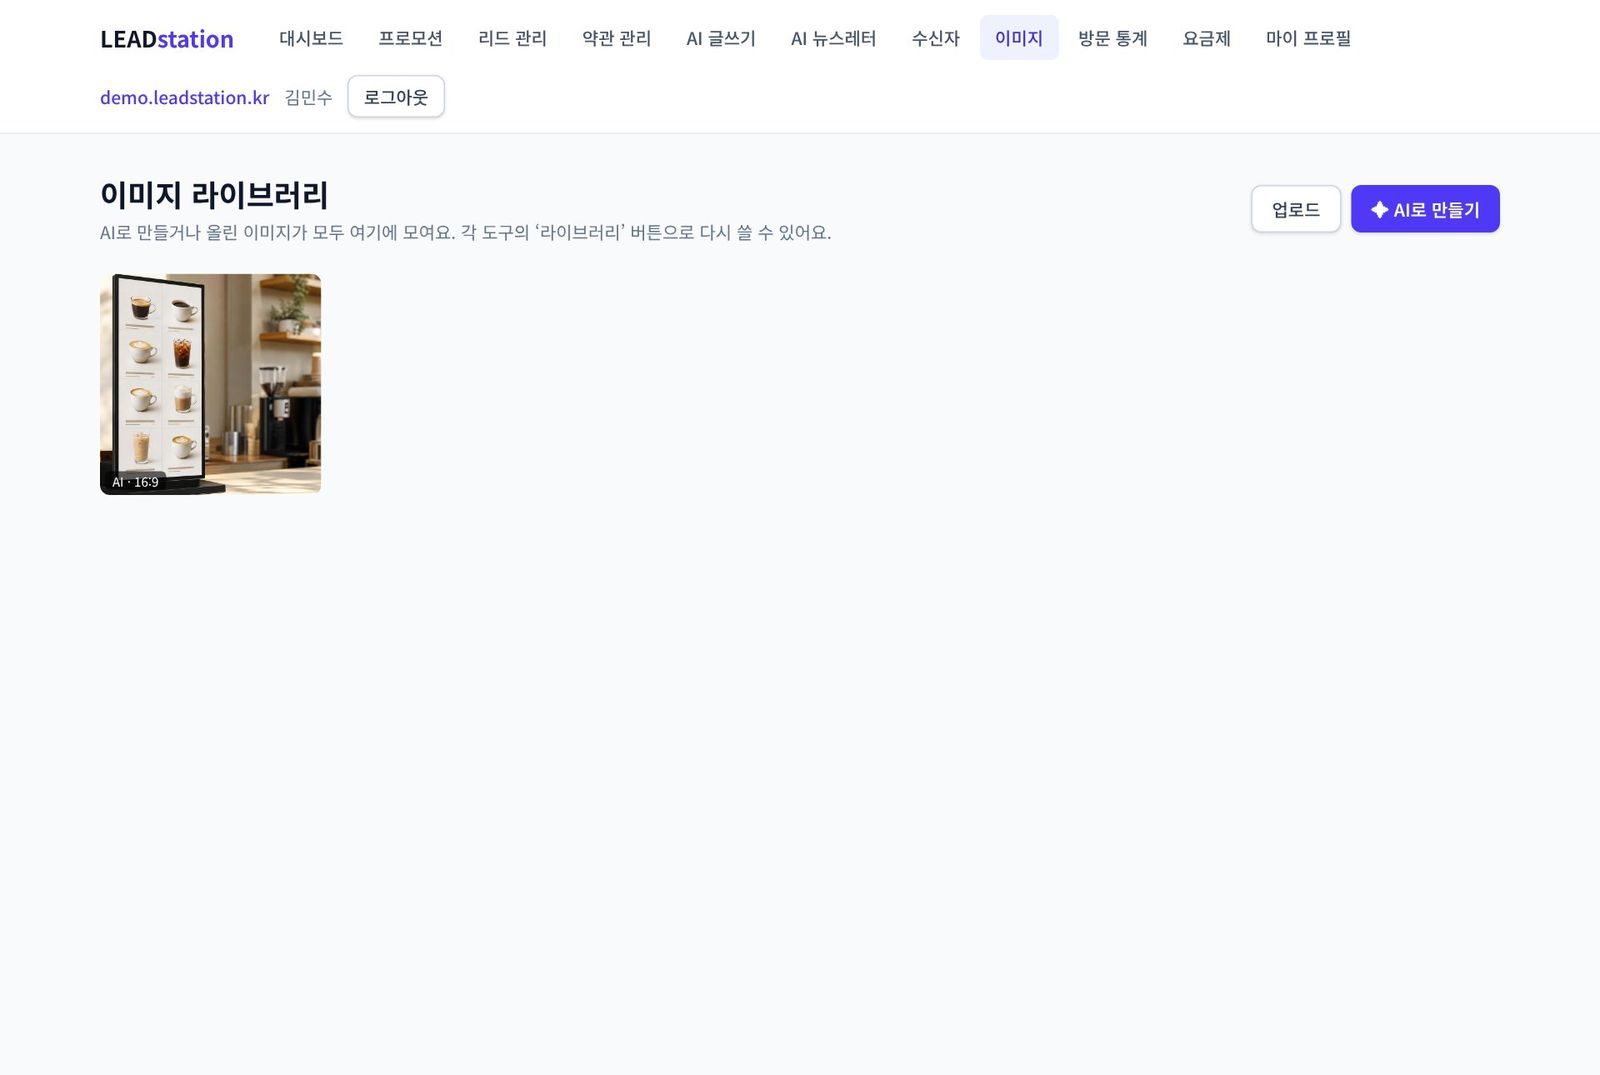 LEADstation 대시보드 프로모션 리드 관리 약관 관리 AI 글쓰기 AI 뉴스레터 수신자 이미지 방문 통계 요금제 마이 프로필
demo.leadstation.kr 김민수 로그아웃
이미지 라이브러리
업로드 ✦ AI로 만들기
AI로 만들거나 올린 이미지가 모두 여기에 모여요. 각 도구의 ‘라이브러리’ 버튼으로 다시 쓸 수 있어요.
AI · 16:9